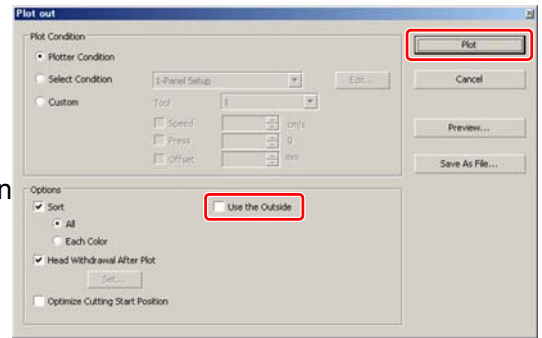 Plot out
Plot Condition
Plotter Condition
Select Condition
1-Panel Setup
Edit...
Custom
Tool
1
Speed
cm/s
Press
g
Offset
mm
Plot
Cancel
Preview...
Save As File...
n
Options
Sort
Use the Outside
All
Each Color
Head Withdrawal After Plot
Set...
Optimize Cutting Start Position